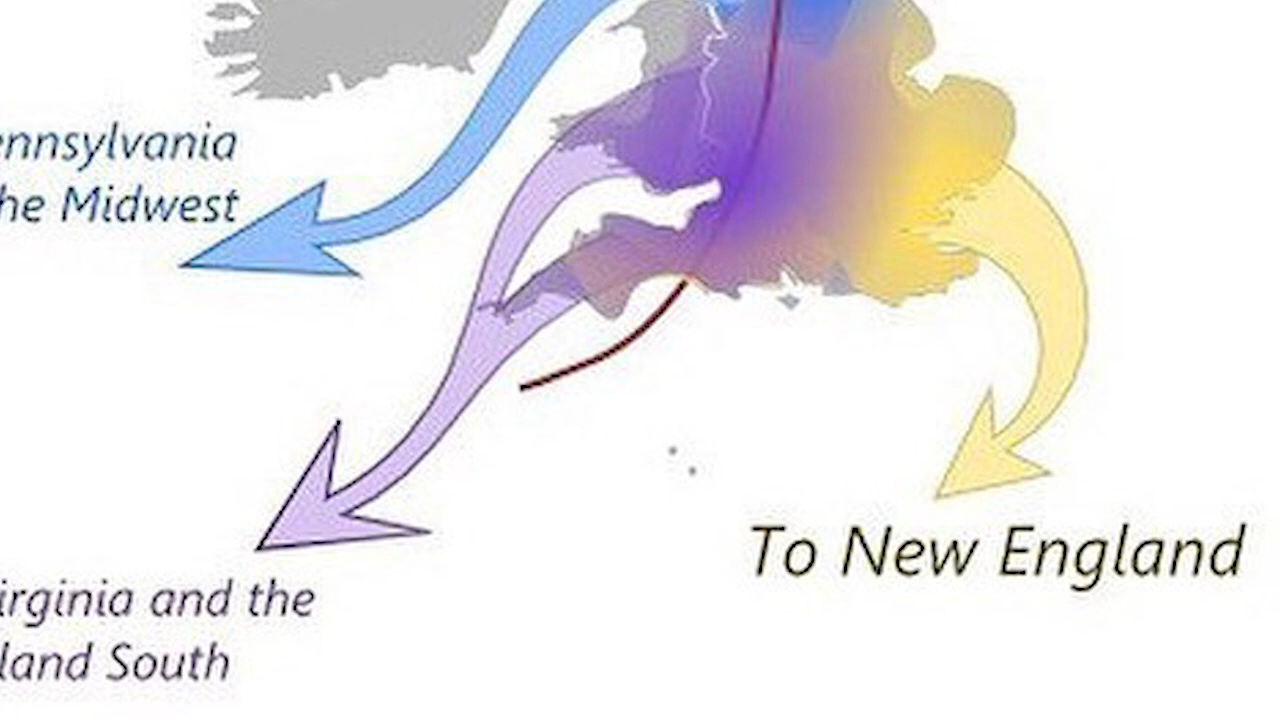 ennsylvania
he Midwest
To New England
irginia and the
land South